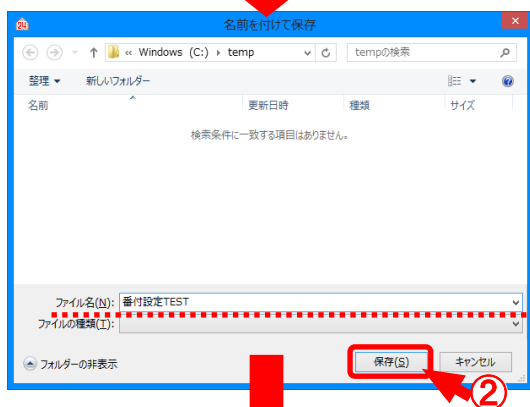 24
名前を付けて保存
« Windows (C:) temp
tempの検索
整理 新しいフォルダー
名前 更新日時 種類 サイズ
検索条件に一致する項目はありません。
ファイル名(N): 番付設定TEST
ファイルの種類(T):
フォルダーの非表示
保存(S) キャンセル
②